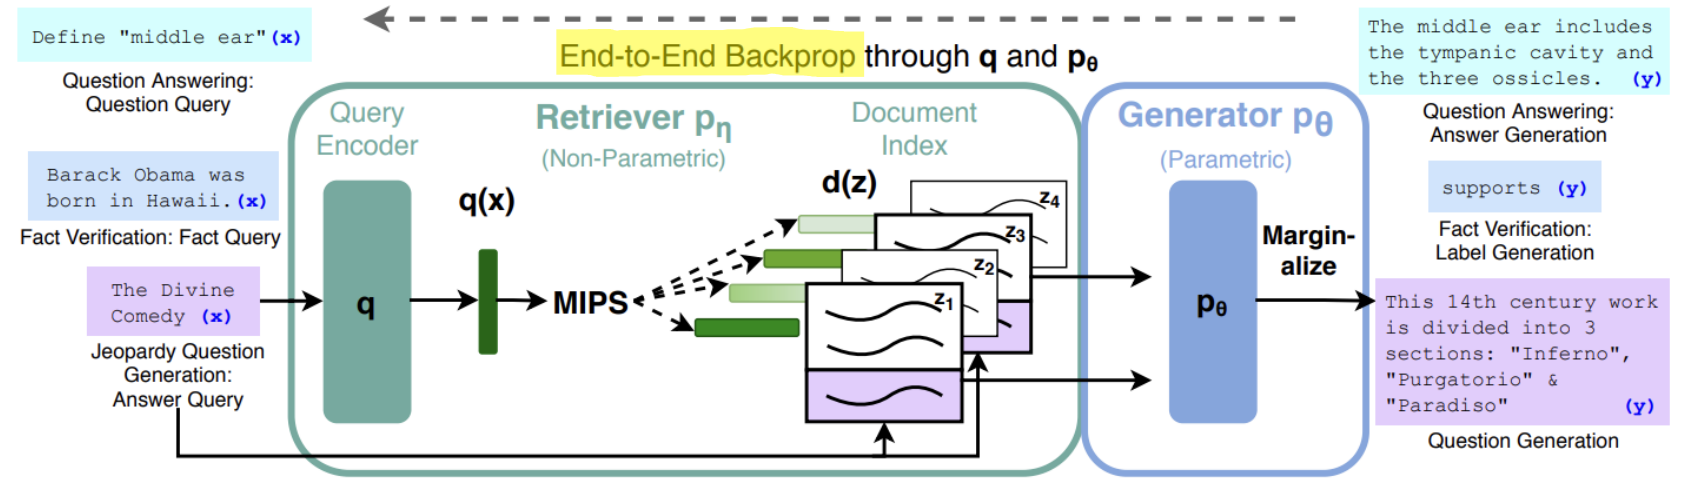 Define "middle ear"(x)
Question Answering:
Question Query
Barack Obama was
born in Hawaii.(x)
Fact Verification: Fact Query
The Divine
Comedy (x)
Jeopardy Question
Generation:
Answer Query
End-to-End Backprop through q and pθ
Query
Encoder
Retriever pη
(Non-Parametric)
Document
Index
q
q(x)
MIPS
d(z)
z4
z3
z2
z1
Generator pθ
(Parametric)
pθ
Margin-
alize
The middle ear includes
the tympanic cavity and
the three ossicles. (y)
Question Answering:
Answer Generation
supports (y)
Fact Verification:
Label Generation
This 14th century work
is divided into 3
sections: "Inferno",
"Purgatorio" &
"Paradiso" (y)
Question Generation